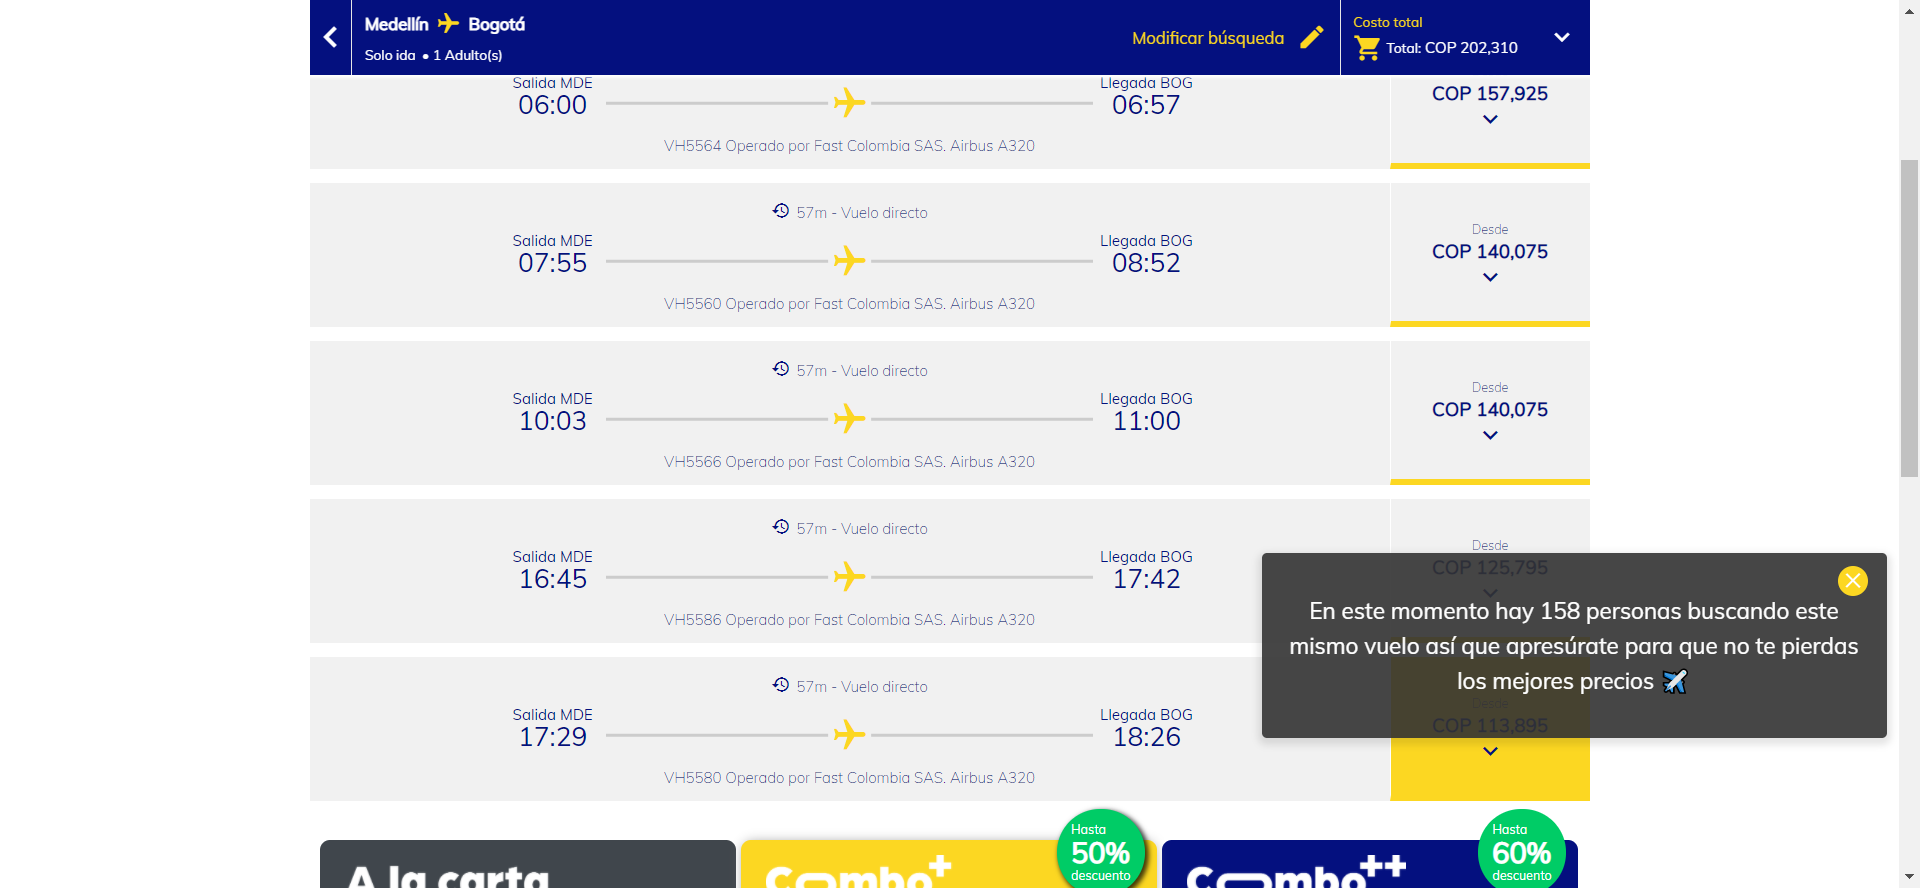 Medellín Bogotá
Solo ida • 1 Adulto(s)
Modificar búsqueda
Costo total
Total: COP 202,310
Salida MDE
06:00
Llegada BOG
06:57
VH5564 Operado por Fast Colombia SAS. Airbus A320
COP 157,925
57m - Vuelo directo
Salida MDE
07:55
Llegada BOG
08:52
VH5560 Operado por Fast Colombia SAS. Airbus A320
Desde
COP 140,075
57m - Vuelo directo
Salida MDE
10:03
Llegada BOG
11:00
VH5566 Operado por Fast Colombia SAS. Airbus A320
Desde
COP 140,075
57m - Vuelo directo
Salida MDE
16:45
Llegada BOG
17:42
VH5586 Operado por Fast Colombia SAS. Airbus A320
Desde
COP 125,795
En este momento hay 158 personas buscando este
mismo vuelo así que apresúrate para que no te pierdas
los mejores precios ✈️
57m - Vuelo directo
Salida MDE
17:29
Llegada BOG
18:26
VH5580 Operado por Fast Colombia SAS. Airbus A320
Desde
COP 113,895
A la carta
Combo+
Hasta
50%
descuento
Combo++
Hasta
60%
descuento